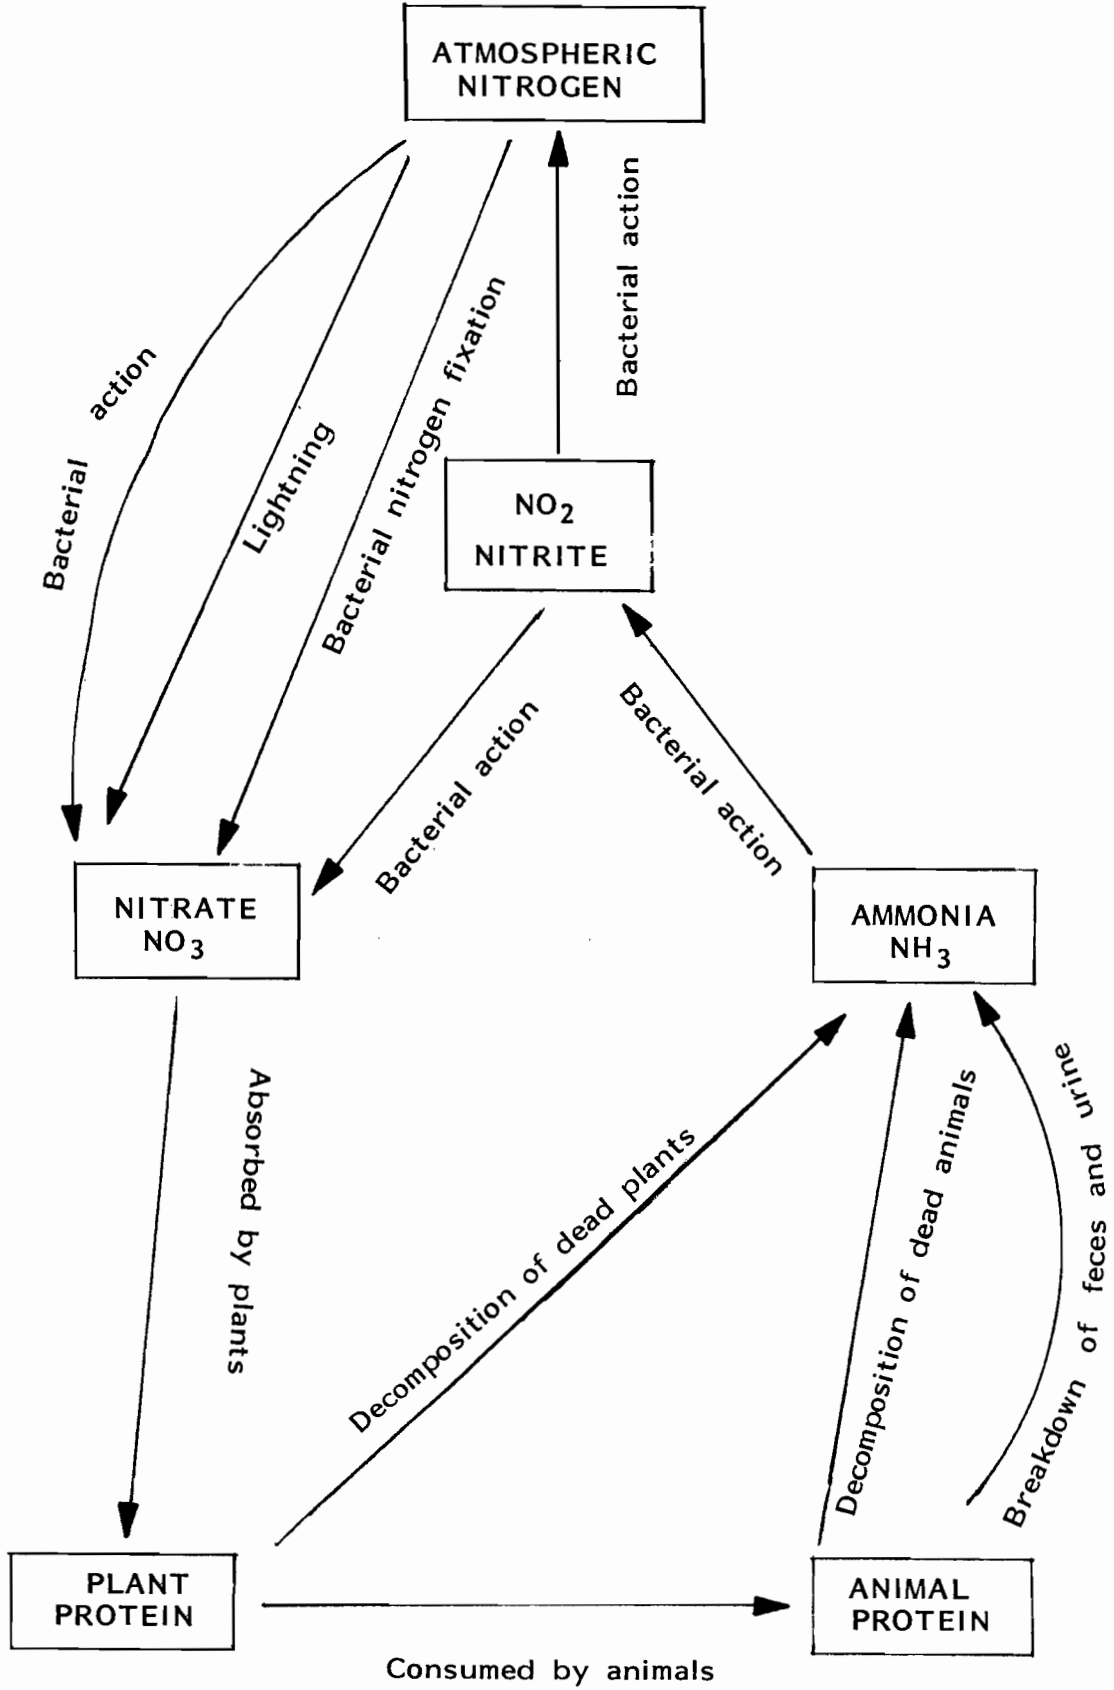 ATMOSPHERIC
NITROGEN
Bacterial action
Bacterial action
Lightning
Bacterial nitrogen fixation
NO₂
NITRITE
Bacterial action
Bacterial action
NITRATE
NO₃
AMMONIA
NH₃
Absorbed by plants
Decomposition of dead plants
Decomposition of dead animals
Breakdown of feces and urine
PLANT
PROTEIN
ANIMAL
PROTEIN
Consumed by animals